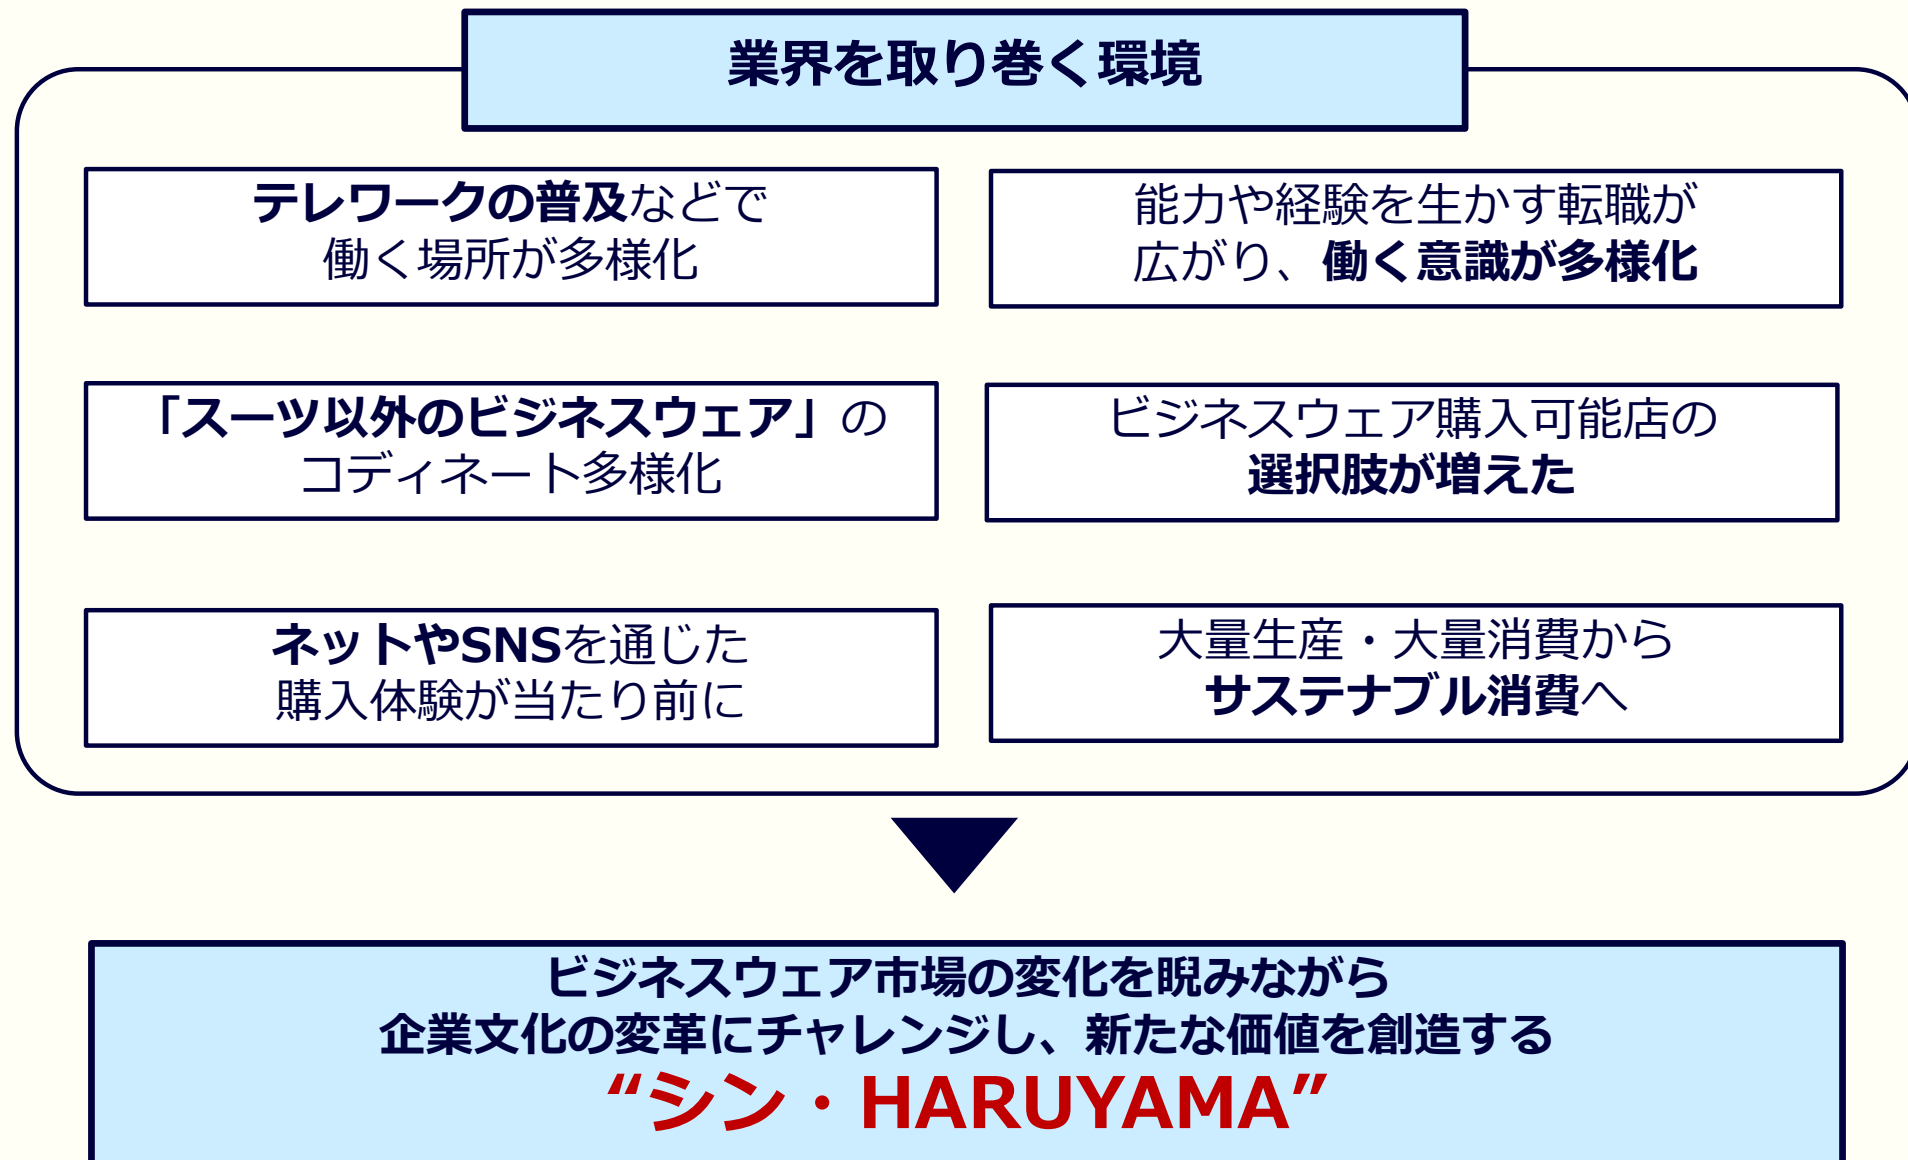 業界を取り巻く環境
テレワークの普及などで
働く場所が多様化
能力や経験を生かす転職が
広がり、働く意識が多様化
「スーツ以外のビジネスウェア」の
コディネート多様化
ビジネスウェア購入可能店の
選択肢が増えた
ネットやSNSを通じた
購入体験が当たり前に
大量生産・大量消費から
サステナブル消費へ
ビジネスウェア市場の変化を睨みながら
企業文化の変革にチャレンジし、新たな価値を創造する
“シン・HARUYAMA”